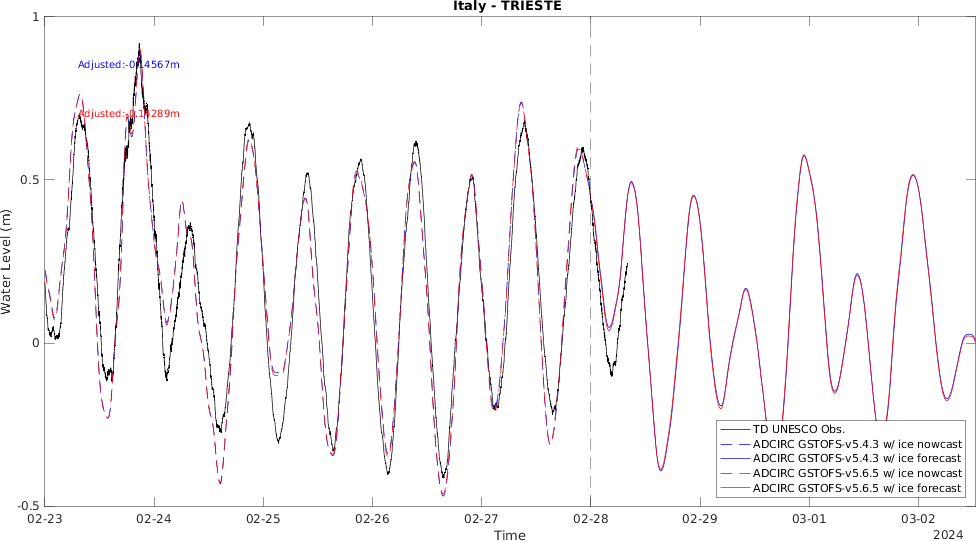 Italy - TRIESTE
1
Adjusted:-0.14567m
Adjusted:-0.14289m
0.5
Water Level (m)
0
TD UNESCO Obs.
ADCIRC GSTOFS-v5.4.3 w/ ice nowcast
ADCIRC GSTOFS-v5.4.3 w/ ice forecast
ADCIRC GSTOFS-v5.6.5 w/ ice nowcast
ADCIRC GSTOFS-v5.6.5 w/ ice forecast
-0.5
02-23 02-24 02-25 02-26 02-27 02-28 02-29 03-01 03-02
Time 2024